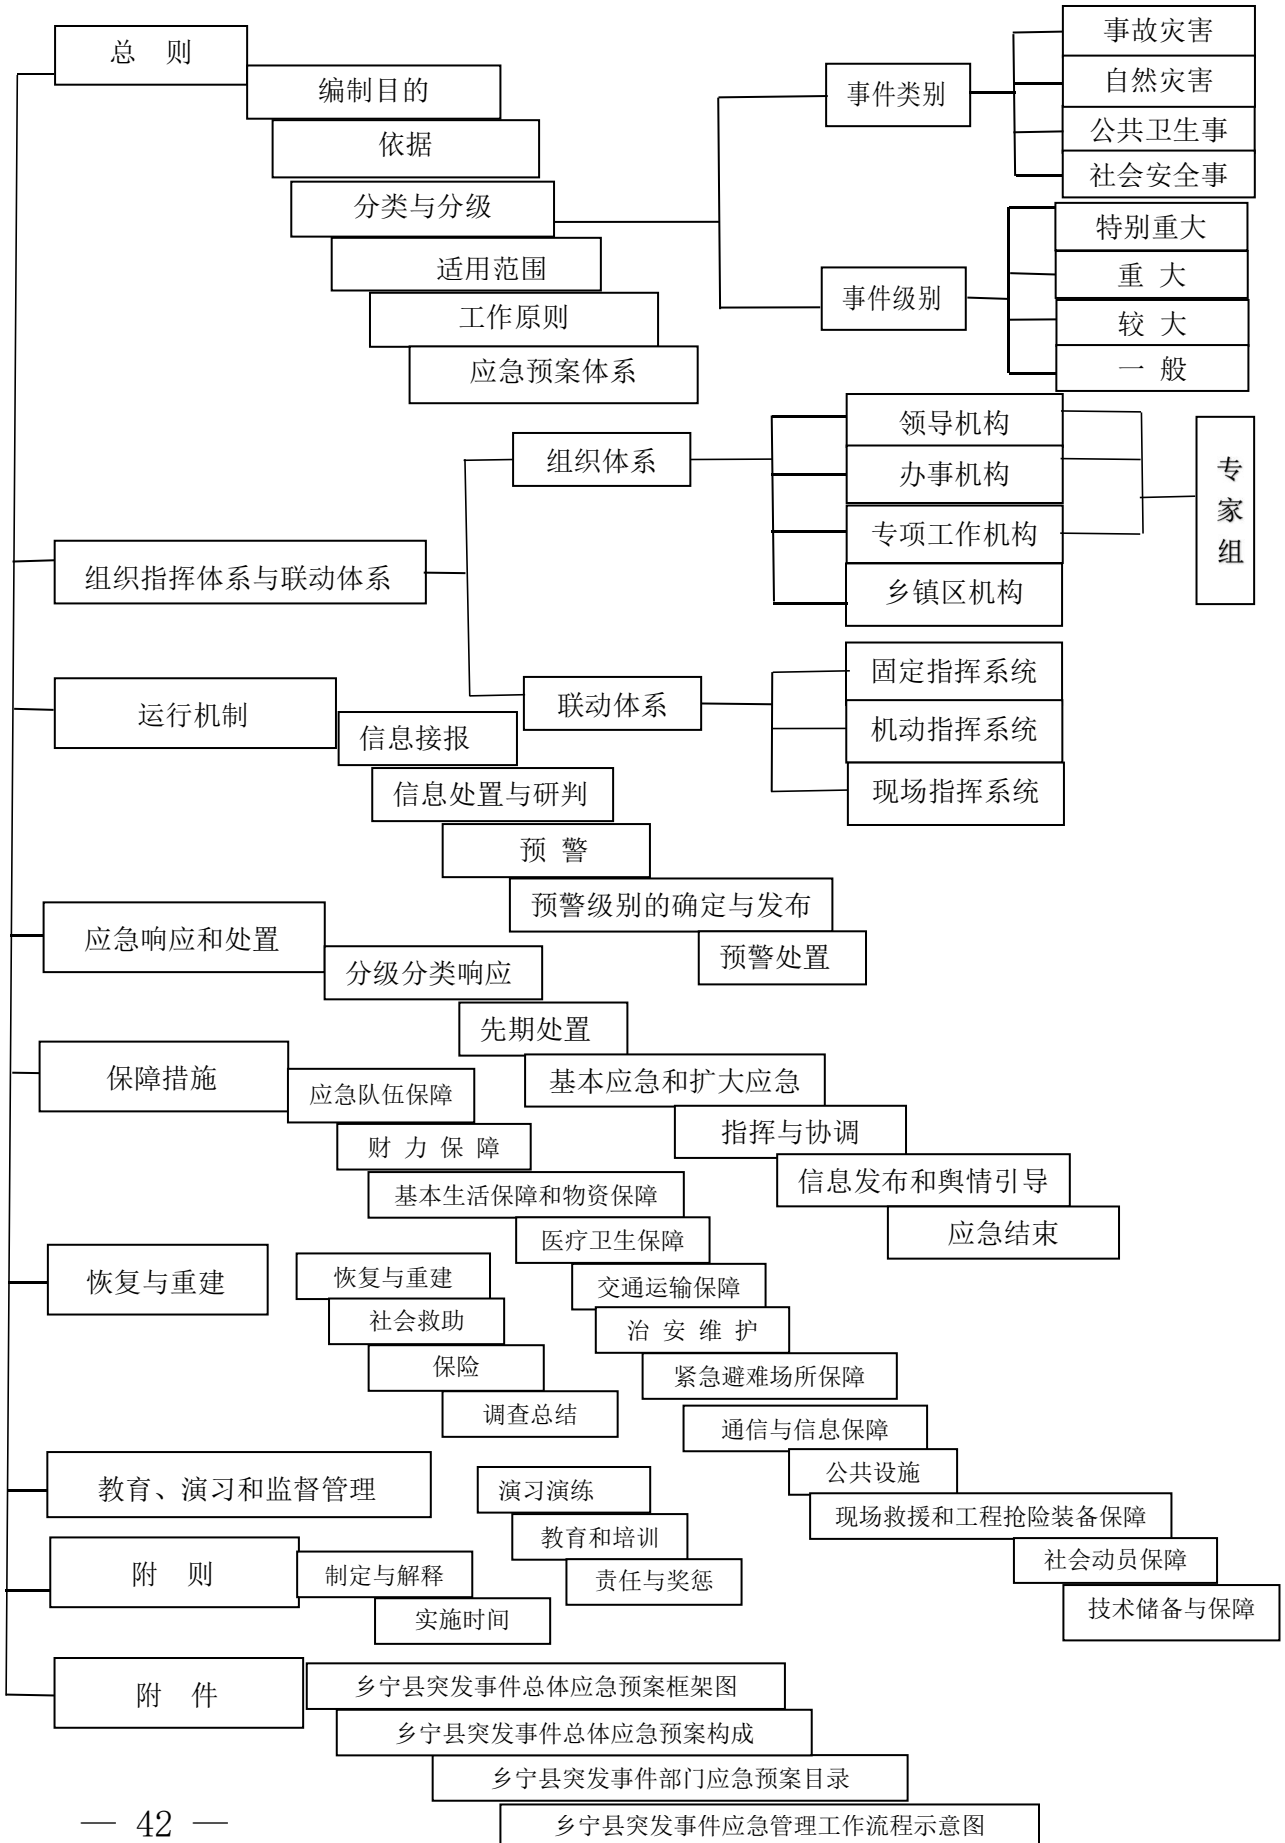 总 则
编制目的
依据
分类与分级
适用范围
工作原则
应急预案体系
事件类别
事故灾害
自然灾害
公共卫生事
社会安全事
事件级别
特别重大
重 大
较 大
一 般
组织指挥体系与联动体系
组织体系
领导机构
办事机构
专项工作机构
乡镇区机构
专家组
联动体系
固定指挥系统
机动指挥系统
现场指挥系统
运行机制
信息接报
信息处置与研判
预 警
预警级别的确定与发布
预警处置
应急响应和处置
分级分类响应
先期处置
基本应急和扩大应急
指挥与协调
信息发布和舆情引导
应急结束
保障措施
应急队伍保障
财 力 保 障
基本生活保障和物资保障
医疗卫生保障
交通运输保障
治 安 维 护
紧急避难场所保障
通信与信息保障
公共设施
现场救援和工程抢险装备保障
社会动员保障
技术储备与保障
恢复与重建
恢复与重建
社会救助
保险
调查总结
教育、演习和监督管理
演习演练
教育和培训
责任与奖惩
附 则
制定与解释
实施时间
附 件
乡宁县突发事件总体应急预案框架图
乡宁县突发事件总体应急预案构成
乡宁县突发事件部门应急预案目录
乡宁县突发事件应急管理工作流程示意图
— 42 —